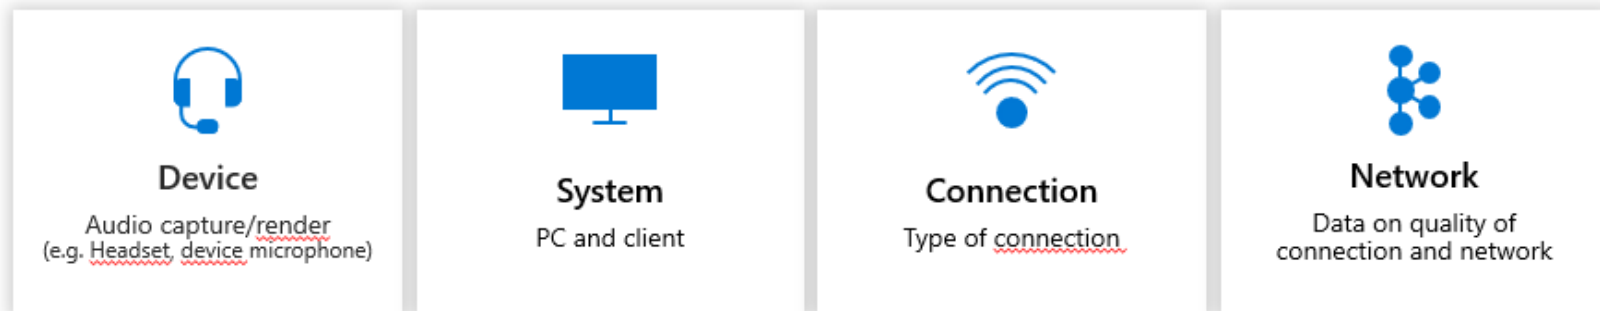 Device
Audio capture/render
(e.g. Headset, device microphone)
System
PC and client
Connection
Type of connection
Network
Data on quality of
connection and network